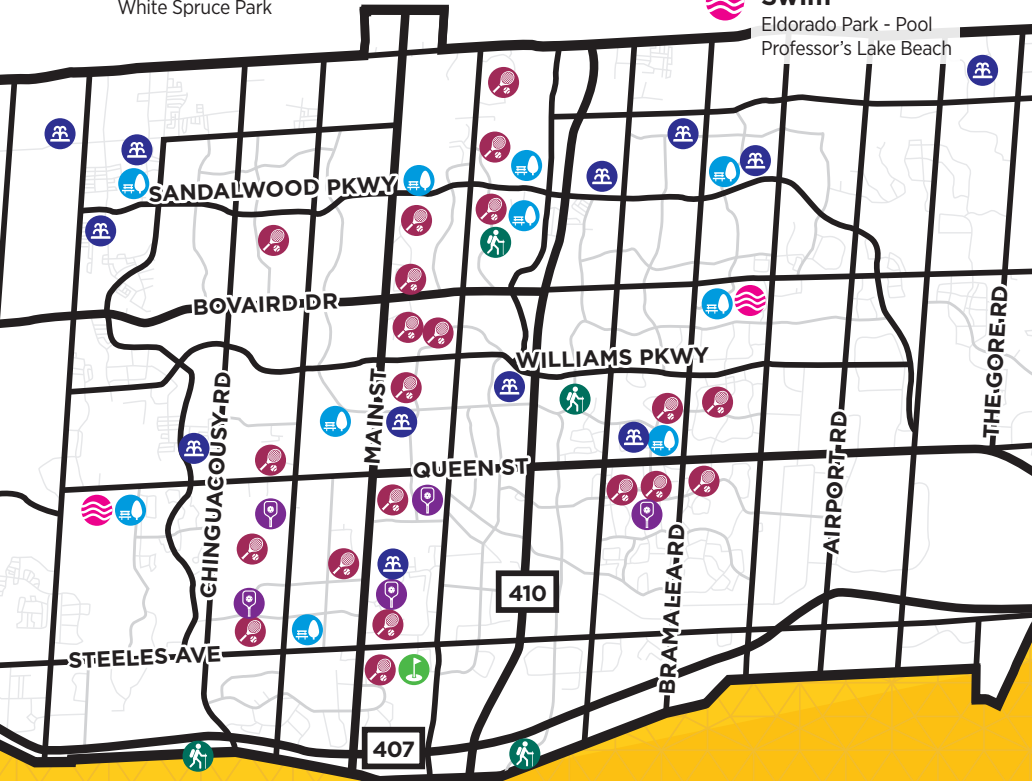 White Spruce Park
Swim
Eldorado Park - Pool
Professor's Lake Beach
SANDALWOOD PKWY
BOVAIRD DR
WILLIAMS PKWY
THE GORE RD
CHINGUACOUSY RD
MAIN ST
QUEEN ST
AIRPORT RD
BRAMALEA RD
410
STEELES AVE
407